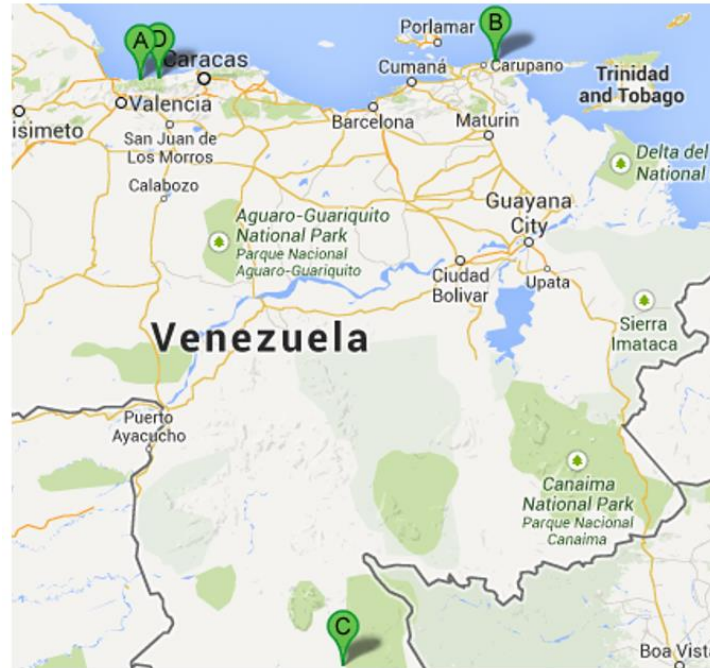 A
D
B
Porlamar
Caracas
Cumaná
Carupano
Trinidad
and Tobago
Valencia
isimeto
Barcelona
Maturin
San Juan de
Los Morros
Delta del
National
Calabozo
Guayana
City
Aguaro-Guariquito
National Park
Parque Nacional
Aguaro-Guariquito
Ciudad
Bolivar
Upata
Sierra
Imataca
Venezuela
Puerto
Ayacucho
Canaima
National Park
Parque Nacional
Canaima
C
Boa Vista